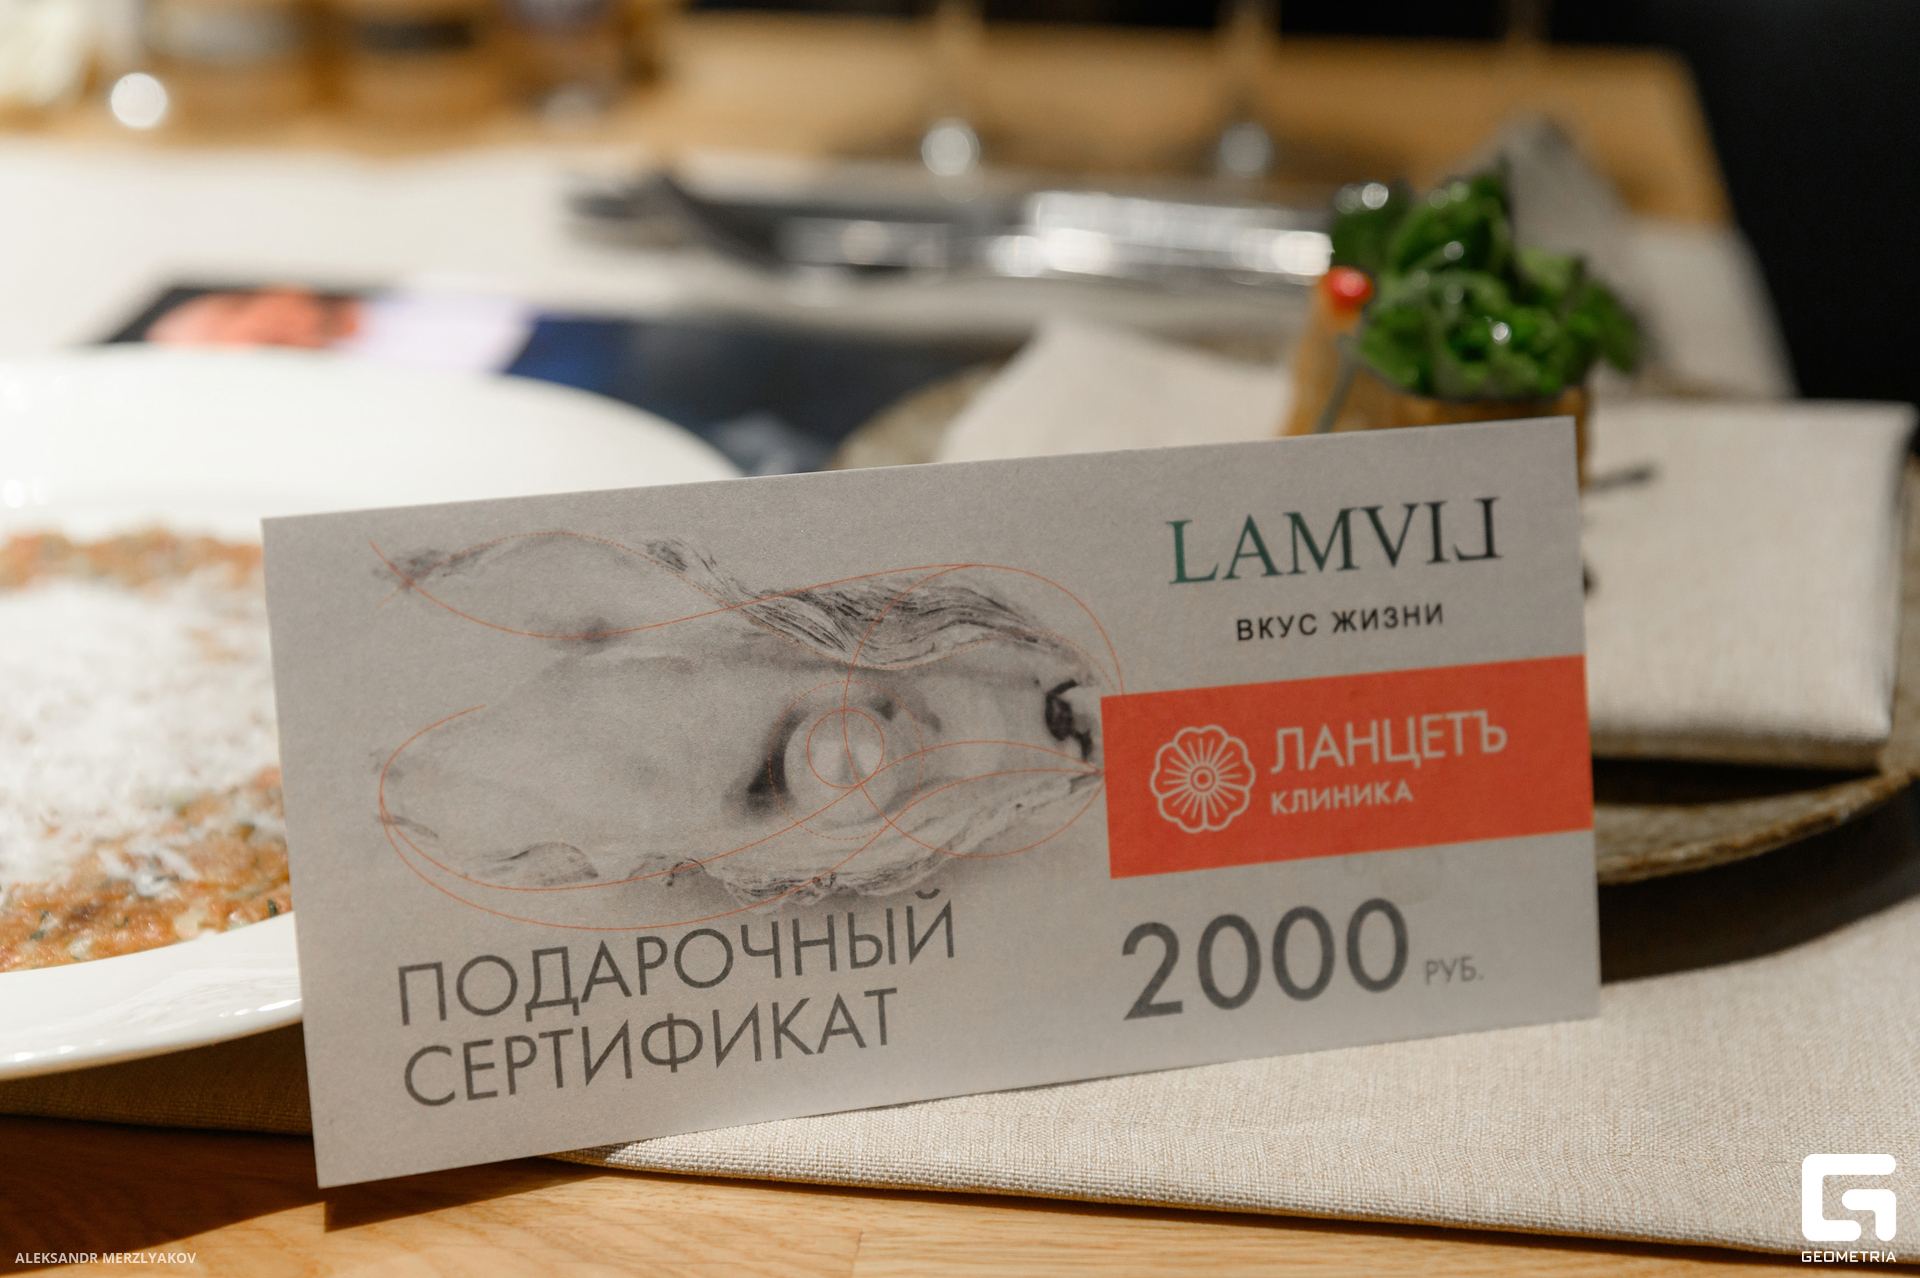 LAMVIL
ВКУС ЖИЗНИ
ЛАНЦЕТЪ
КЛИНИКА
ПОДАРОЧНЫЙ
СЕРТИФИКАТ
2000 РУБ.
ALEKSANDR MERZLYAKOV
GEOMETRIA